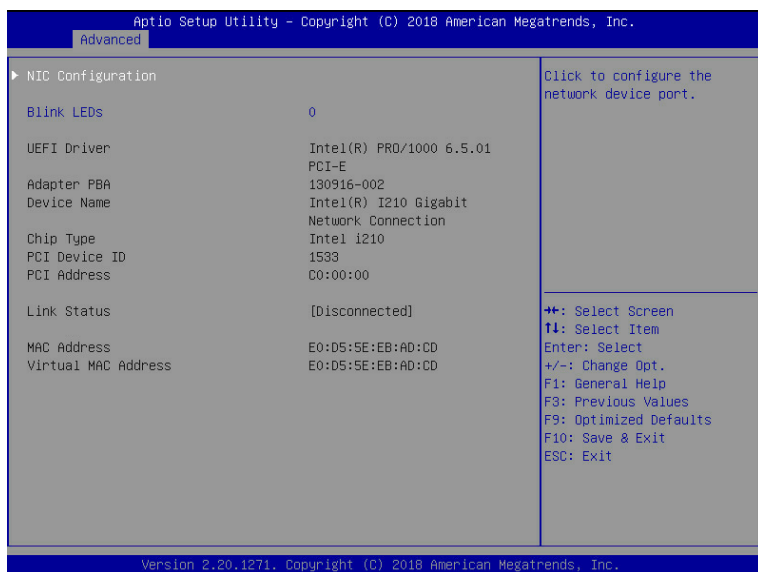 Aptio Setup Utility – Copyright (C) 2018 American Megatrends, Inc.
Advanced
▶ NIC Configuration
Blink LEDs 0
UEFI Driver Intel(R) PRO/1000 6.5.01
PCI-E
Adapter PBA 130916-002
Device Name Intel(R) I210 Gigabit
Network Connection
Chip Type Intel i210
PCI Device ID 1533
PCI Address C0:00:00
Link Status [Disconnected]
MAC Address E0:D5:5E:EB:AD:CD
Virtual MAC Address E0:D5:5E:EB:AD:CD
Click to configure the
network device port.
→←: Select Screen
↑↓: Select Item
Enter: Select
+/-: Change Opt.
F1: General Help
F3: Previous Values
F9: Optimized Defaults
F10: Save & Exit
ESC: Exit
Version 2.20.1271. Copyright (C) 2018 American Megatrends, Inc.